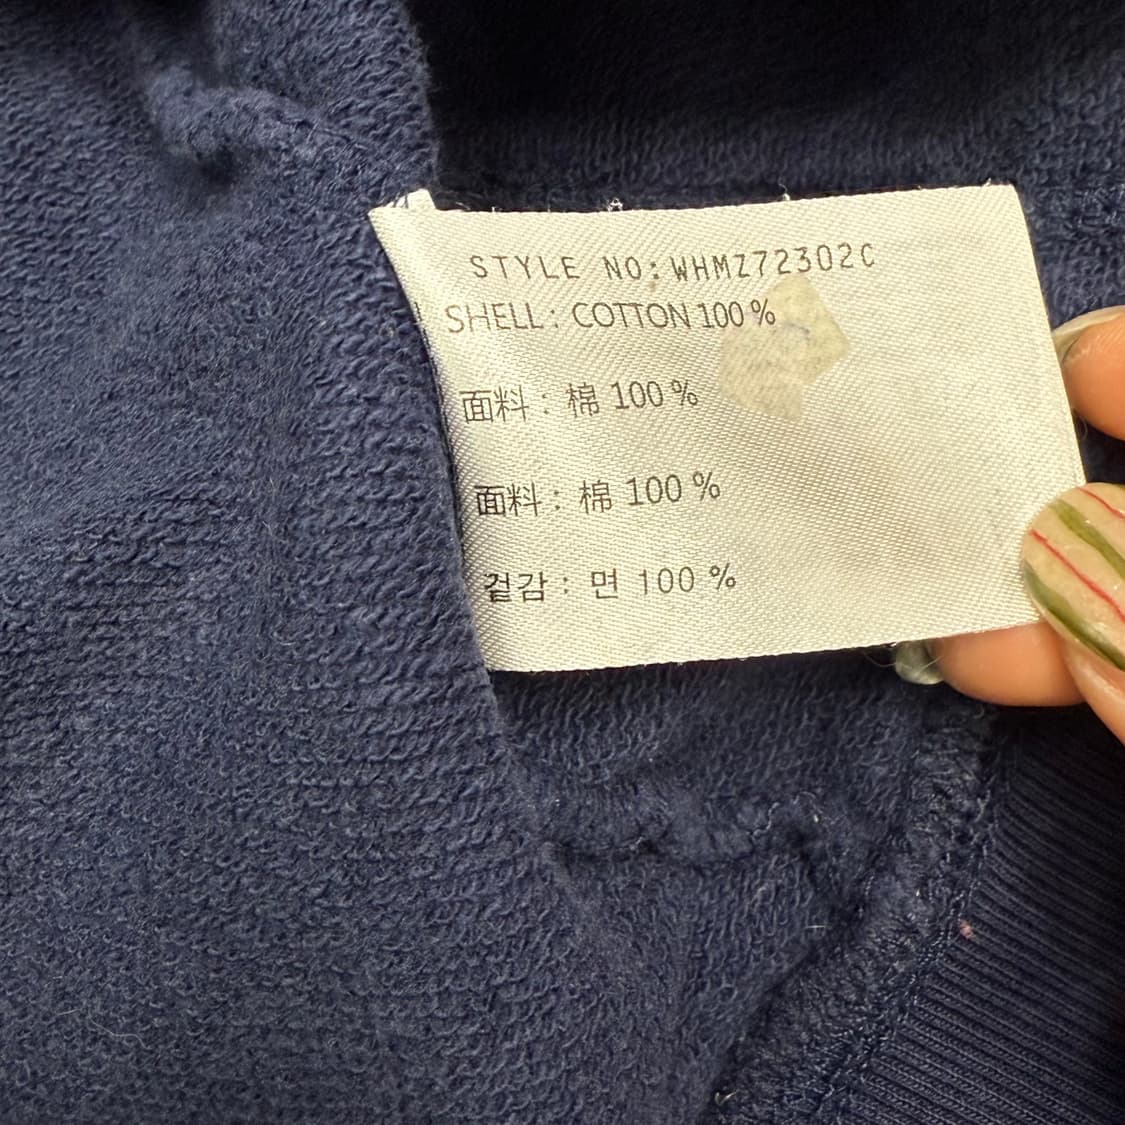 STYLE NO: WHMZ72302C
SHELL: COTTON 100 %
面料 : 棉 100 %
面料 : 棉 100 %
겉감 : 면 100 %